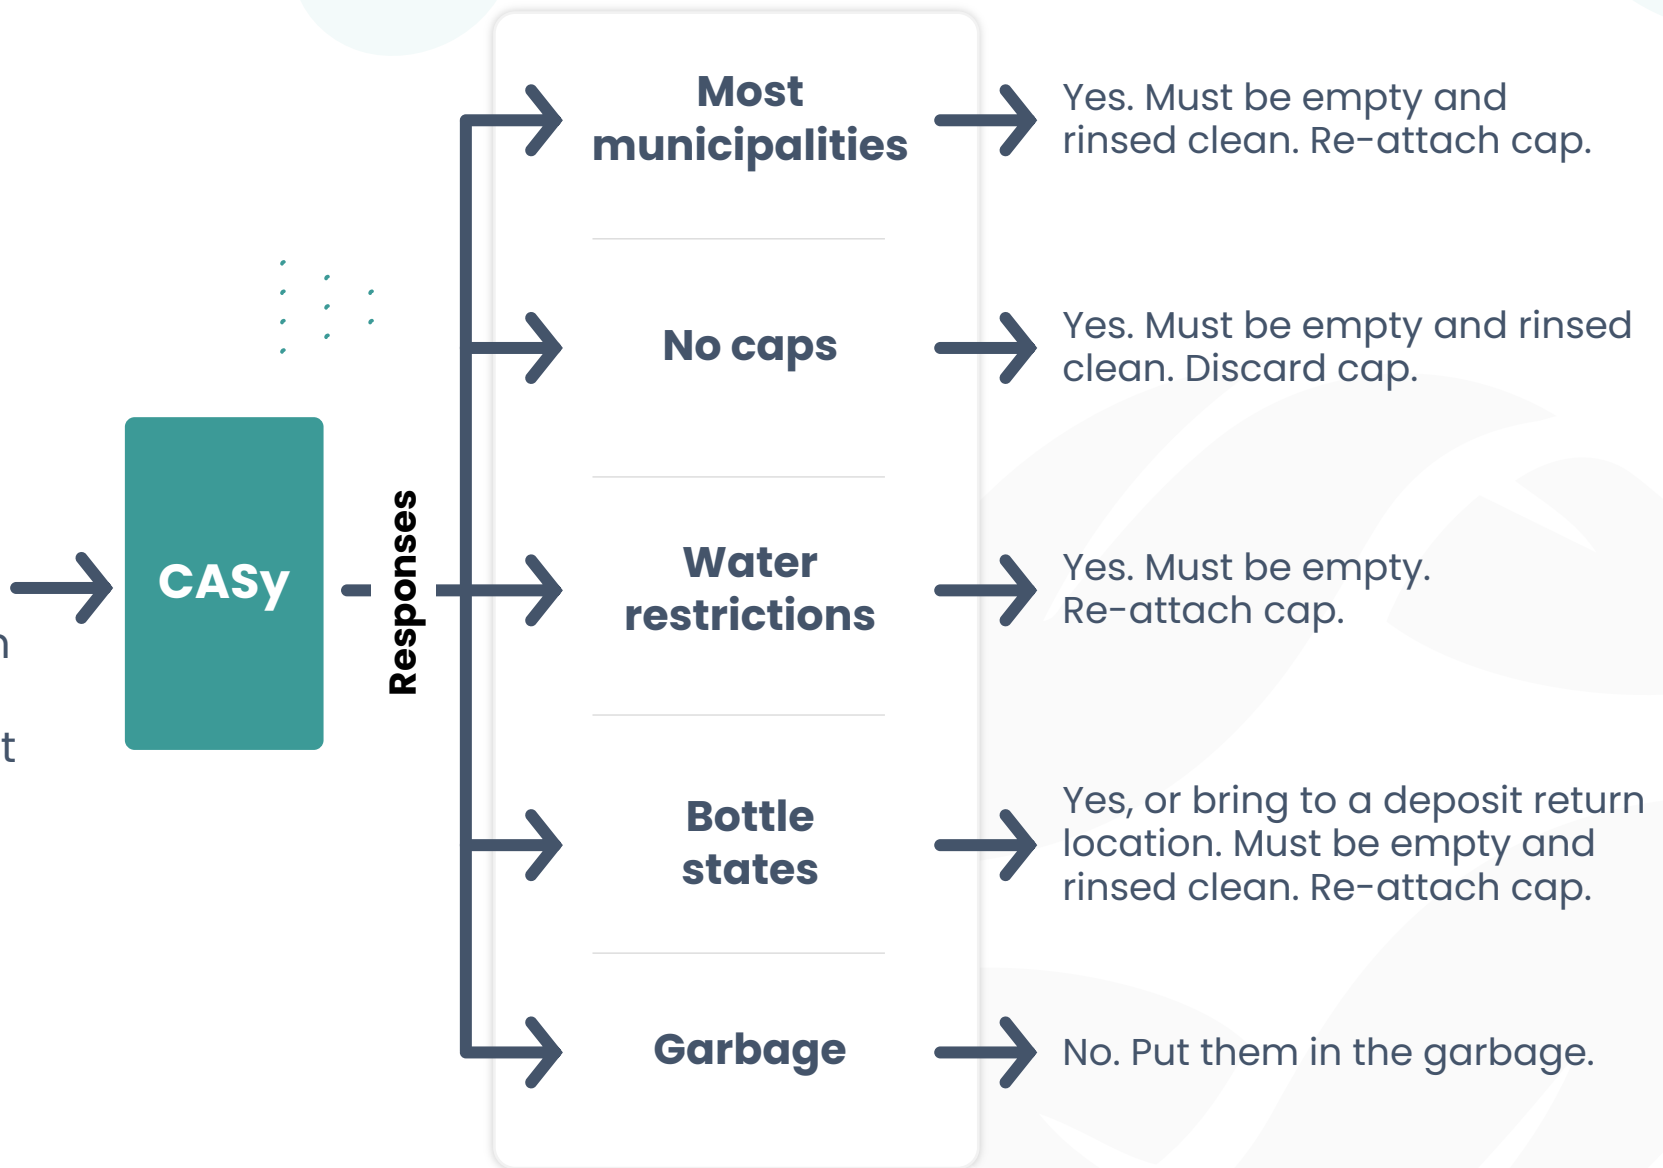 Most
municipalities
Yes. Must be empty and
rinsed clean. Re-attach cap.
No caps
Yes. Must be empty and rinsed
clean. Discard cap.
CASy
Responses
Water
restrictions
Yes. Must be empty.
Re-attach cap.
Bottle
states
Yes, or bring to a deposit return
location. Must be empty and
rinsed clean. Re-attach cap.
Garbage
No. Put them in the garbage.